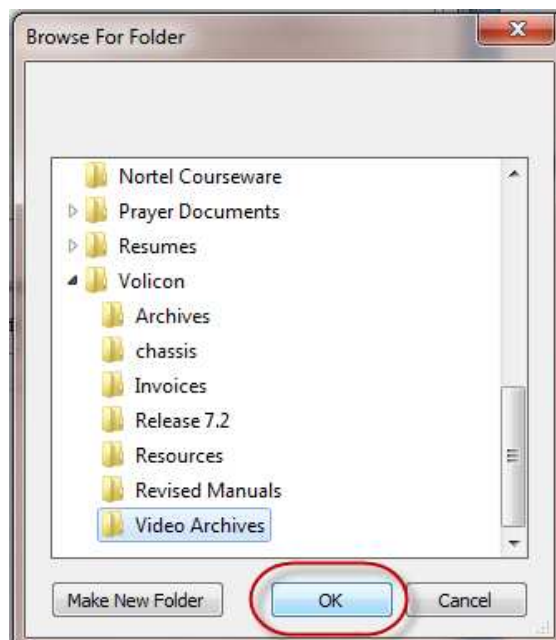 Browse For Folder
Nortel Courseware
Prayer Documents
Resumes
Volicon
Archives
chassis
Invoices
Release 7.2
Resources
Revised Manuals
Video Archives
Make New Folder OK Cancel